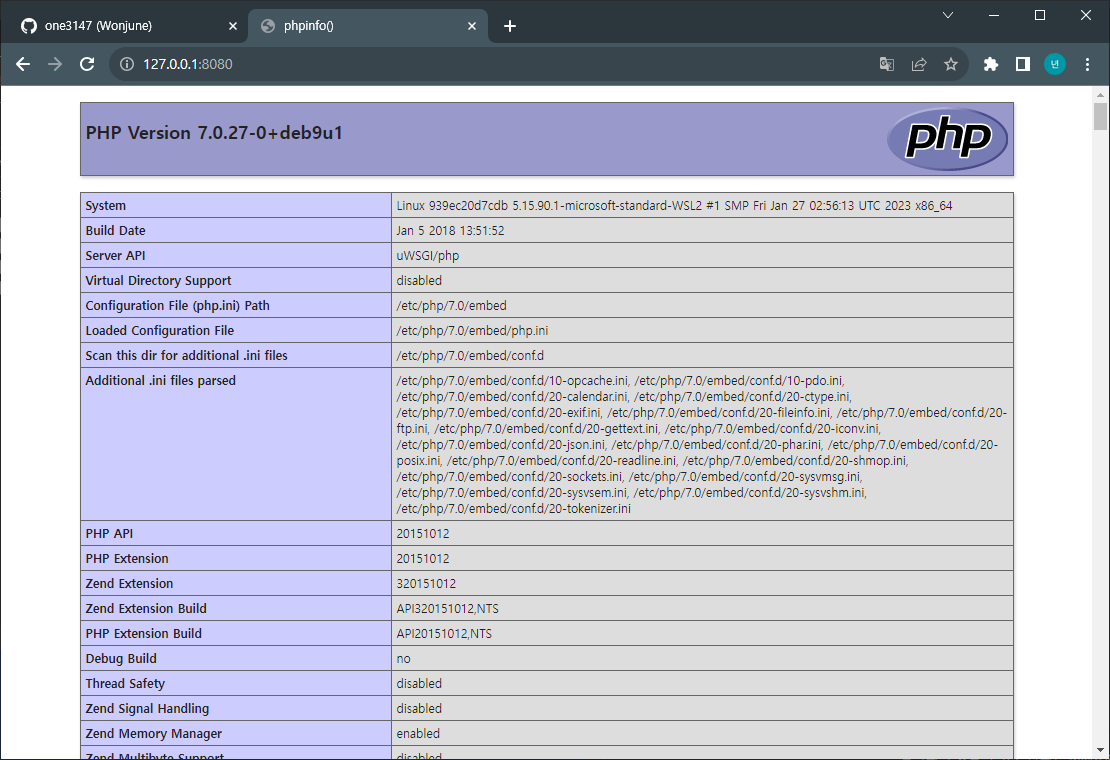 one3147 (Wonjune)
phpinfo()
127.0.0.1:8080
년
PHP Version 7.0.27-0+deb9u1
php
System Linux 939ec20d7cdb 5.15.90.1-microsoft-standard-WSL2 #1 SMP Fri Jan 27 02:56:13 UTC 2023 x86_64
Build Date Jan 5 2018 13:51:52
Server API uWSGI/php
Virtual Directory Support disabled
Configuration File (php.ini) Path /etc/php/7.0/embed
Loaded Configuration File /etc/php/7.0/embed/php.ini
Scan this dir for additional .ini files /etc/php/7.0/embed/conf.d
Additional .ini files parsed /etc/php/7.0/embed/conf.d/10-opcache.ini, /etc/php/7.0/embed/conf.d/10-pdo.ini,
/etc/php/7.0/embed/conf.d/20-calendar.ini, /etc/php/7.0/embed/conf.d/20-ctype.ini,
/etc/php/7.0/embed/conf.d/20-exif.ini, /etc/php/7.0/embed/conf.d/20-fileinfo.ini, /etc/php/7.0/embed/conf.d/20-
ftp.ini, /etc/php/7.0/embed/conf.d/20-gettext.ini, /etc/php/7.0/embed/conf.d/20-iconv.ini,
/etc/php/7.0/embed/conf.d/20-json.ini, /etc/php/7.0/embed/conf.d/20-phar.ini, /etc/php/7.0/embed/conf.d/20-
posix.ini, /etc/php/7.0/embed/conf.d/20-readline.ini, /etc/php/7.0/embed/conf.d/20-shmop.ini,
/etc/php/7.0/embed/conf.d/20-sockets.ini, /etc/php/7.0/embed/conf.d/20-sysvmsg.ini,
/etc/php/7.0/embed/conf.d/20-sysvsem.ini, /etc/php/7.0/embed/conf.d/20-sysvshm.ini,
/etc/php/7.0/embed/conf.d/20-tokenizer.ini
PHP API 20151012
PHP Extension 20151012
Zend Extension 320151012
Zend Extension Build API320151012,NTS
PHP Extension Build API20151012,NTS
Debug Build no
Thread Safety disabled
Zend Signal Handling disabled
Zend Memory Manager enabled
Zend Multibyte Support disabled